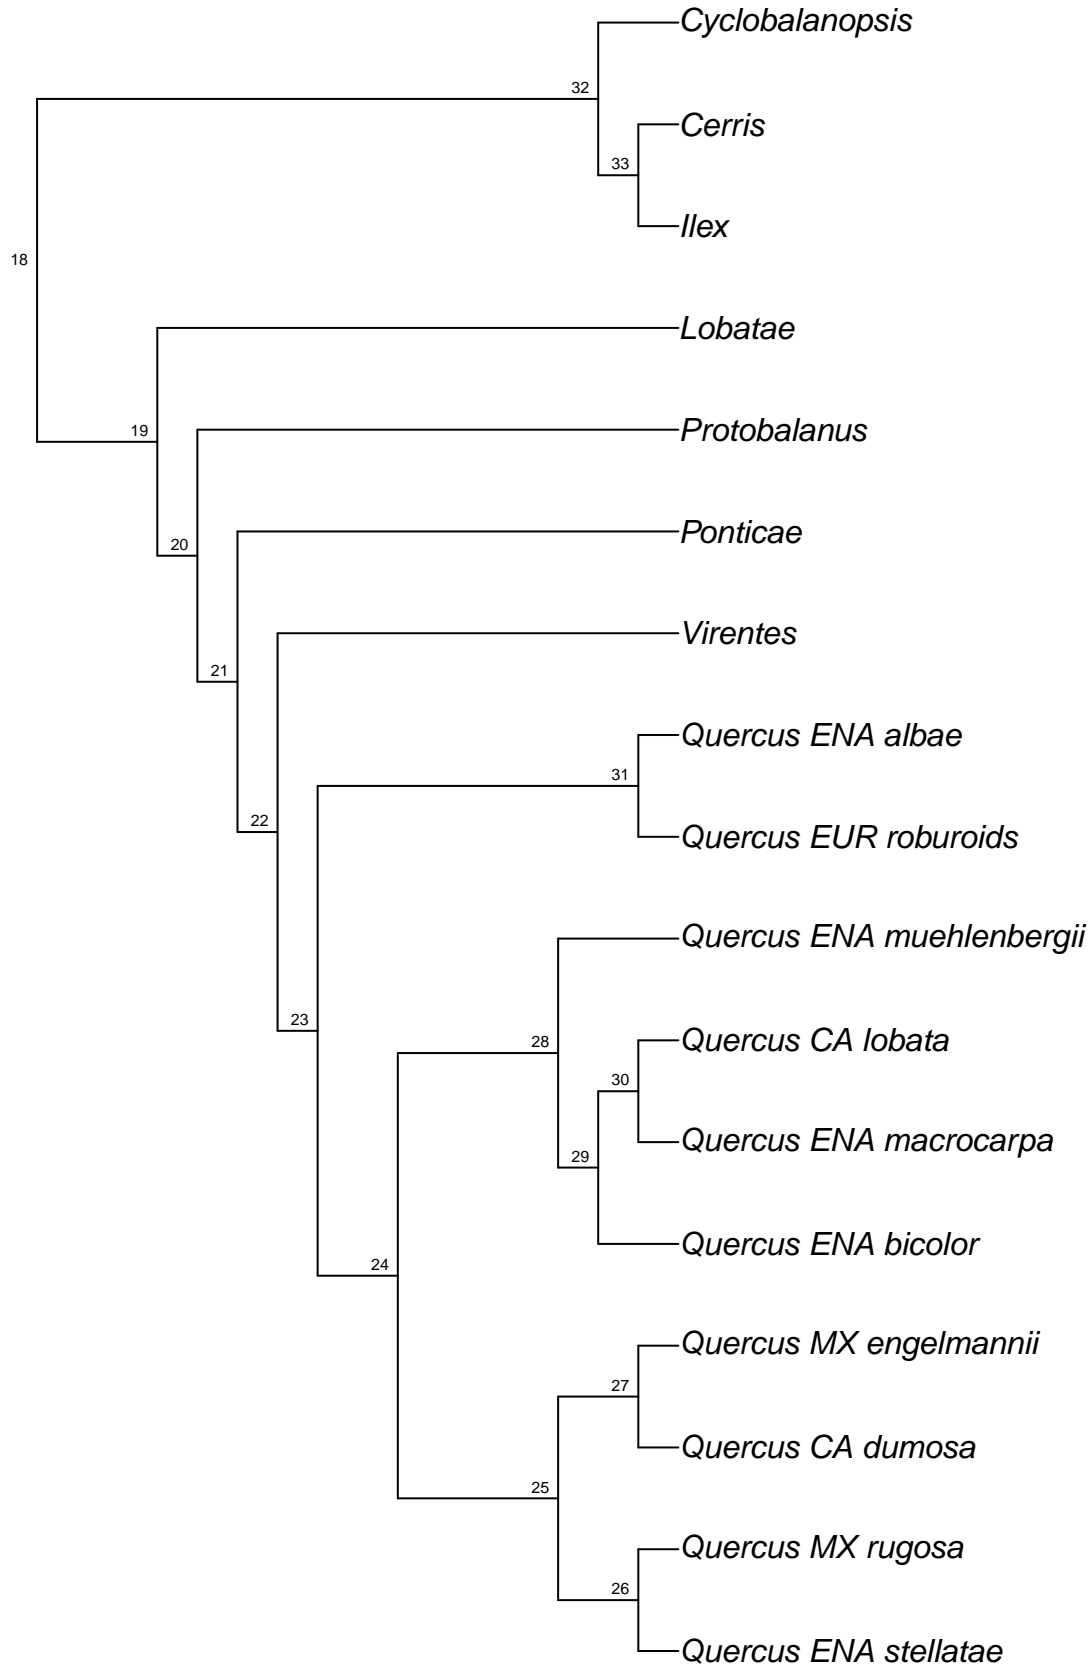 Cyclobalanopsis
32
Cerris
33
Ilex
18
Lobatae
19
Protobalanus
20
Ponticae
21
Virentes
22
Quercus ENA albae
31
Quercus EUR roburoids
23
Quercus ENA muehlenbergii
28
Quercus CA lobata
30
Quercus ENA macrocarpa
29
Quercus ENA bicolor
24
Quercus MX engelmannii
27
Quercus CA dumosa
25
Quercus MX rugosa
26
Quercus ENA stellatae